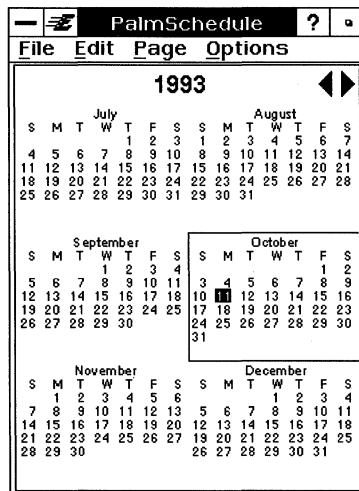 PalmSchedule ?
File Edit Page Options
1993
July
S M T W T F S
1 2 3
4 5 6 7 8 9 10
11 12 13 14 15 16 17
18 19 20 21 22 23 24
25 26 27 28 29 30 31
August
S M T W T F S
1 2 3 4 5 6 7
8 9 10 11 12 13 14
15 16 17 18 19 20 21
22 23 24 25 26 27 28
29 30 31
September
S M T W T F S
1 2 3 4
5 6 7 8 9 10 11
12 13 14 15 16 17 18
19 20 21 22 23 24 25
26 27 28 29 30
October
S M T W T F S
1 2
3 4 5 6 7 8 9
10 11 12 13 14 15 16
17 18 19 20 21 22 23
24 25 26 27 28 29 30
31
November
S M T W T F S
1 2 3 4 5 6
7 8 9 10 11 12 13
14 15 16 17 18 19 20
21 22 23 24 25 26 27
28 29 30
December
S M T W T F S
1 2 3 4
5 6 7 8 9 10 11
12 13 14 15 16 17 18
19 20 21 22 23 24 25
26 27 28 29 30 31